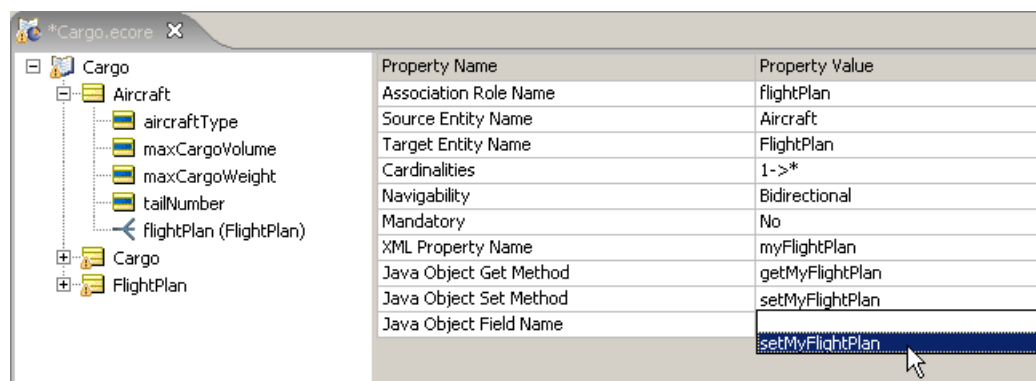 *Cargo.ecore
Cargo
Aircraft
aircraftType
maxCargoVolume
maxCargoWeight
tailNumber
flightPlan (FlightPlan)
Cargo
FlightPlan
Property Name Property Value
Association Role Name flightPlan
Source Entity Name Aircraft
Target Entity Name FlightPlan
Cardinalities 1->*
Navigability Bidirectional
Mandatory No
XML Property Name myFlightPlan
Java Object Get Method getMyFlightPlan
Java Object Set Method setMyFlightPlan
Java Object Field Name
setMyFlightPlan